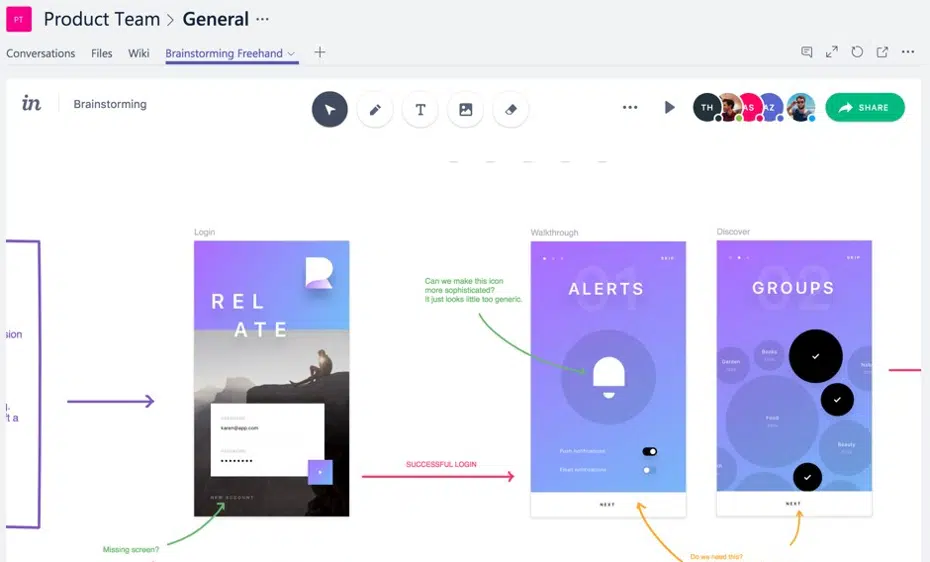 PT Product Team > General ...
Conversations Files Wiki Brainstorming Freehand
in Brainstorming
T
TH AS AZ
SHARE
Login
Walkthrough
Discover
REL
ATE
karen@app.com
NEW ACCOUNT
Missing screen?
sion
ft a
SUCCESSFUL LOGIN
Can we make this icon
more sophisticated?
It just looks little too generic.
SKIP
01
ALERTS
Push notifications
Email notifications
NEXT
SKIP
02
GROUPS
Books
Food
Beauty
NEXT
Do we need this?